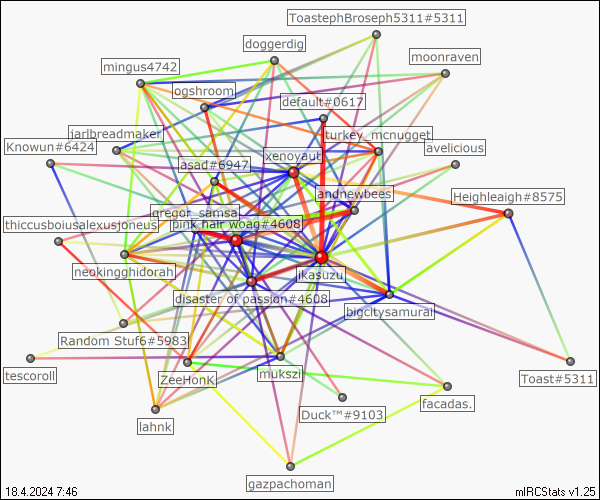 ToastephBroseph5311#5311
doggerdig
moonraven
mingus4742
ogshroom
default#0617
jarlbreadmaker
turkey_mcnugget
Knowun#6424
avelicious
xenoyaut
asad#6947
andnewbees
Heighleaigh#8575
gregor_samsa
thiccusboiusalexusjoneus
pink hair woag#4608
neokingghidorah
ikasuzu
disaster of passion#4608
bigcitysamurai
Random Stuf6#5983
tescoroll
ZeeHonK
mukszil
Toast#5311
Duck™#9103
facadas.
lahnk
gazpachoman
18.4.2024 7:46
mIRCStats v1.25